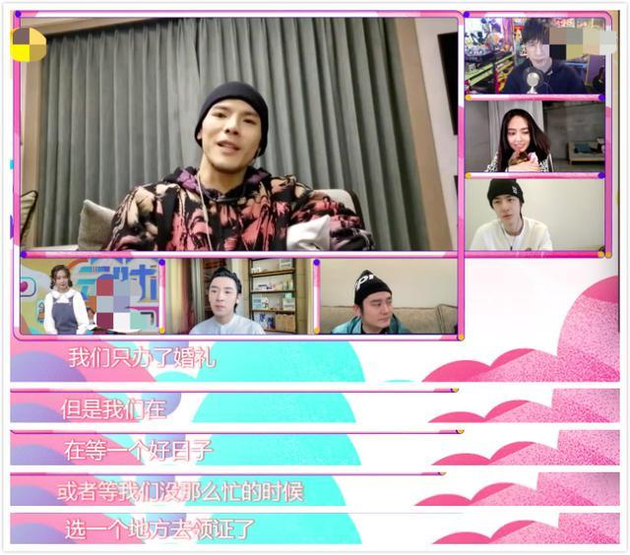 我们只办了婚礼
但是我们在
在等一个好日子
或者等我们没那么忙的时候
选一个地方去领证了